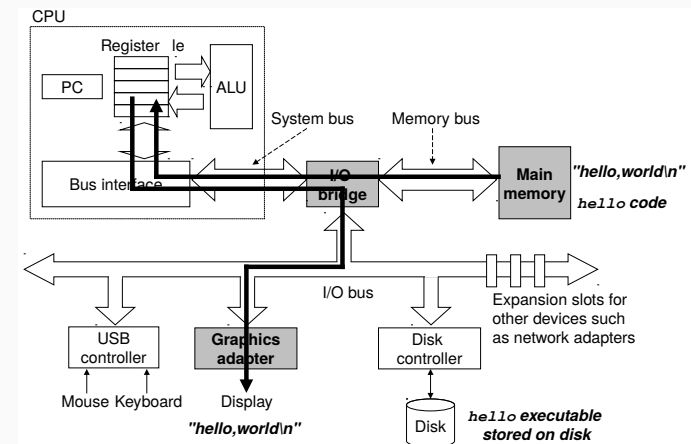 CPU
Register le
PC
ALU
System bus
Memory bus
Bus interface
I/O
bridge
Main
memory
"hello,world\n"
hello code
I/O bus
Expansion slots for
other devices such
as network adapters
USB
controller
Graphics
adapter
Disk
controller
Mouse Keyboard
Display
"hello,world\n"
Disk
hello executable
stored on disk